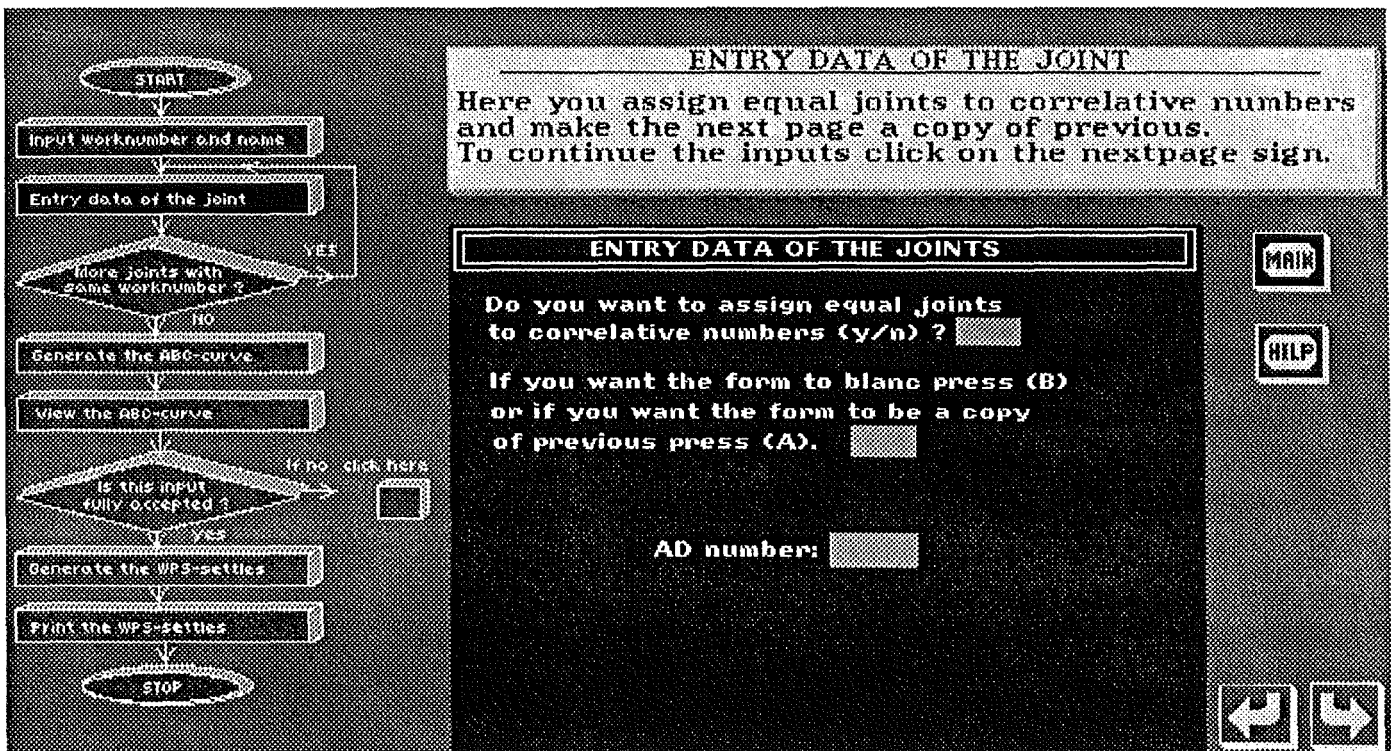 START
Input worknumber and name
Entry data of the joint
More joints with
same worknumber ?
YES
NO
Generate the ABC-curve
View the ABC-curve
Is this input
fully accepted ?
If no click here
yes
Generate the WPS-settles
Print the WPS-settles
STOP
ENTRY DATA OF THE JOINT
Here you assign equal joints to correlative numbers
and make the next page a copy of previous.
To continue the inputs click on the nextpage sign.
ENTRY DATA OF THE JOINTS
Do you want to assign equal joints
to correlative numbers (y/n) ?
If you want the form to blanc press (B)
or if you want the form to be a copy
of previous press (A).
AD number:
MAIN
HELP